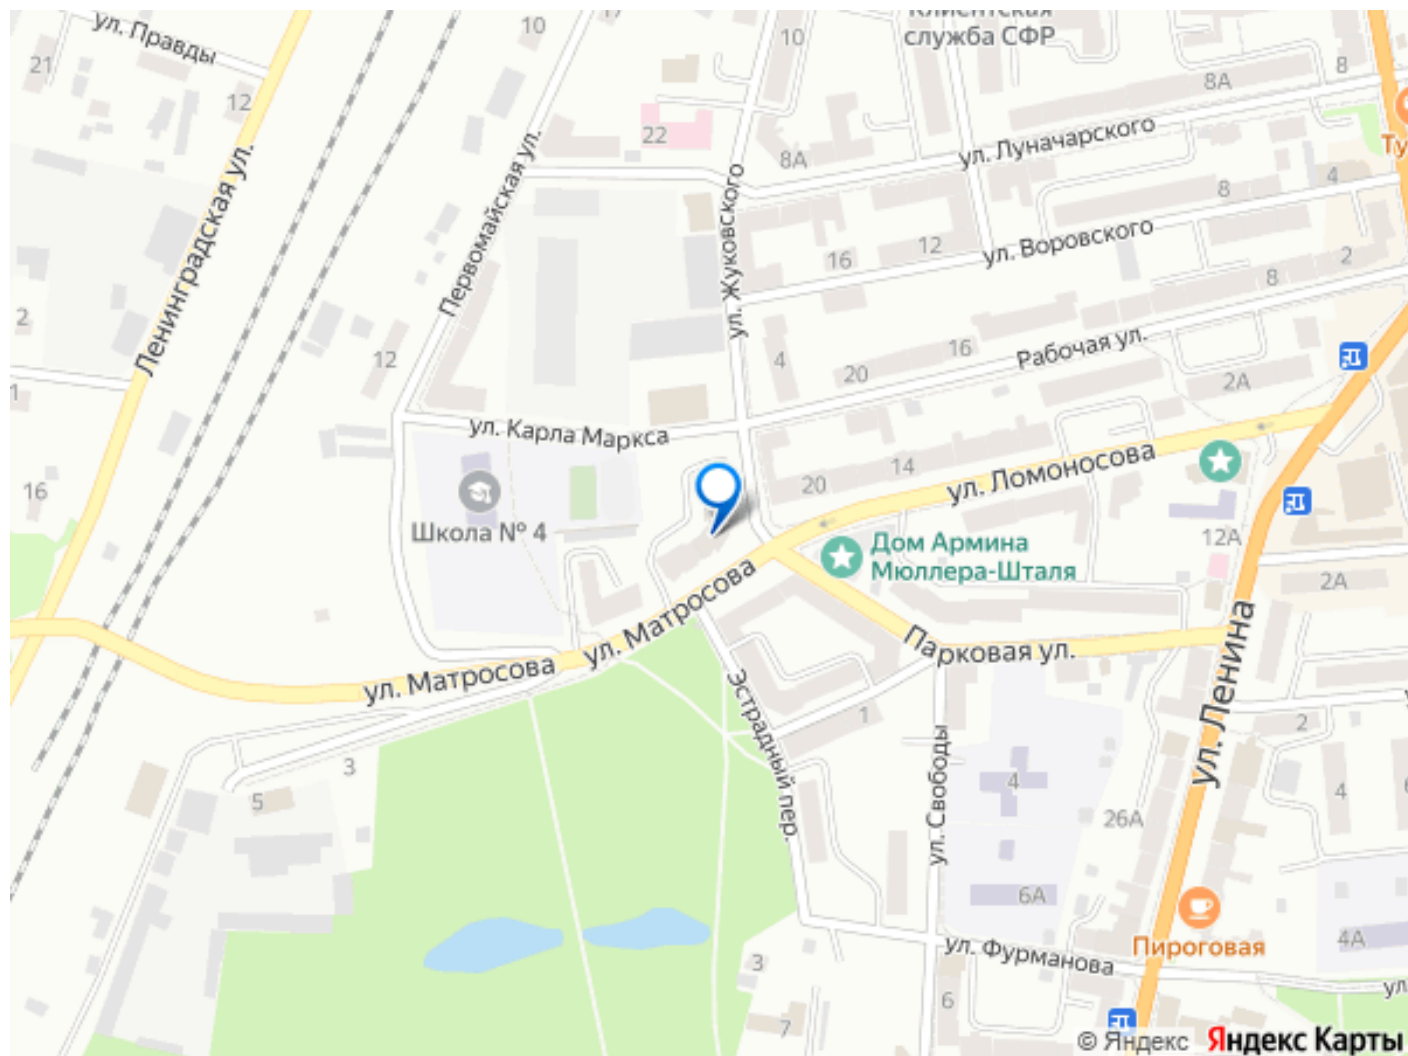 ул. Правды
10
17
10
Клиентская
служба СФР
21
12
22
8А
8А
8
ул. Луначарского
Ту
4
8
Ленинградская ул.
Первомайская ул.
ул. Жуковского
16
12
ул. Воровского
2
8
2
12
4
20
16
Рабочая ул.
2А
1
ул. Карла Маркса
16
Школа № 4
20
14
ул. Ломоносова
12А
Дом Армина
Мюллера-Шталя
2А
ул. Матросова
ул. Матросова
Парковая ул.
ул. Ленина
Эстрадный пер.
1
2
3
5
ул. Свободы
4
4
6
26А
6А
Пироговая
4А
ул. Фурманова
3
6
7
ул
© Яндекс
Яндекс Карты